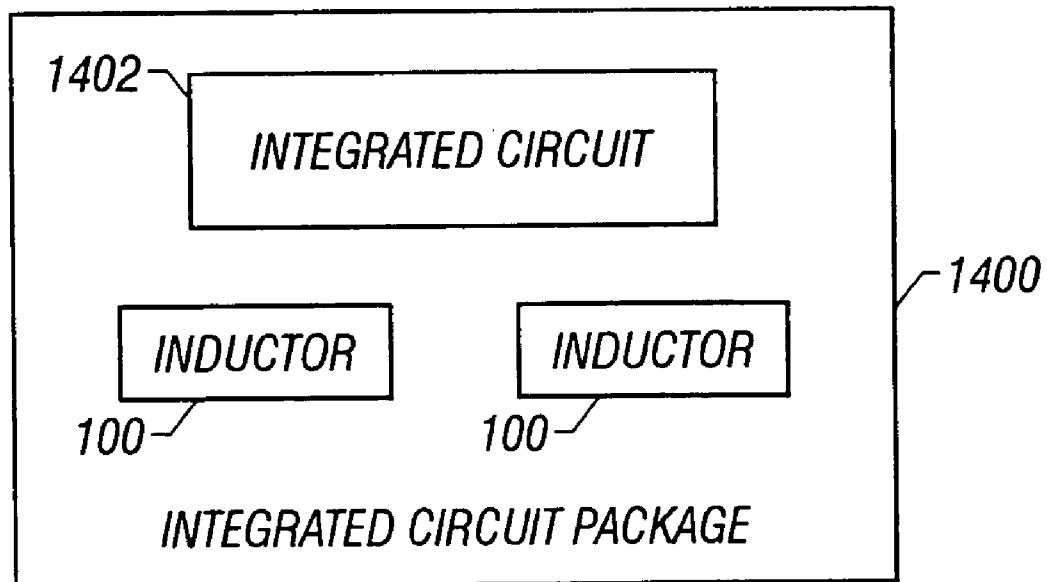 1402
INTEGRATED CIRCUIT
1400
INDUCTOR
INDUCTOR
100
100
INTEGRATED CIRCUIT PACKAGE